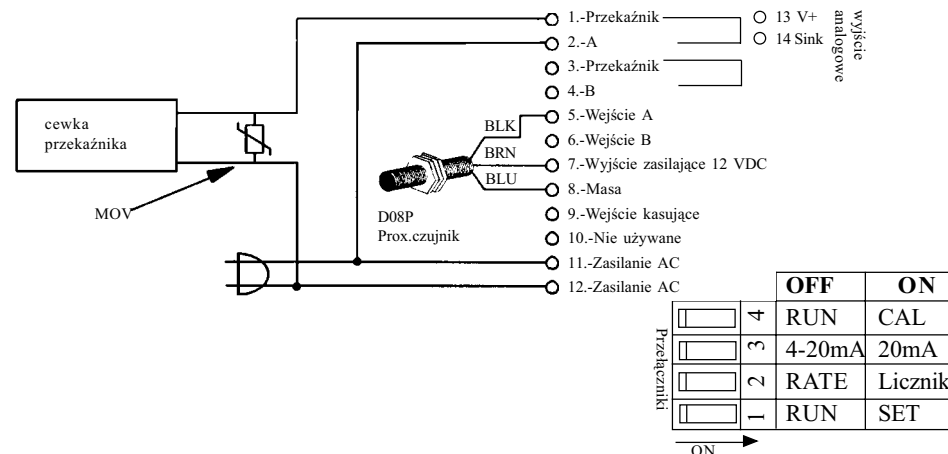 1.-Przekaźnik
2.-A
3.-Przekaźnik
4.-B
5.-Wejście A
6.-Wejście B
7.-Wyjście zasilające 12 VDC
8.-Masa
9.-Wejście kasujące
10.-Nie używane
11.-Zasilanie AC
12.-Zasilanie AC
13 V+
14 Sink
wyjście
analogowe
cewka
przekaźnika
MOV
BLK
BRN
BLU
D08P
Prox.czujnik
OFF ON
4 RUN CAL
3 4-20mA 20mA
2 RATE Licznik
1 RUN SET
Przełączniki
ON